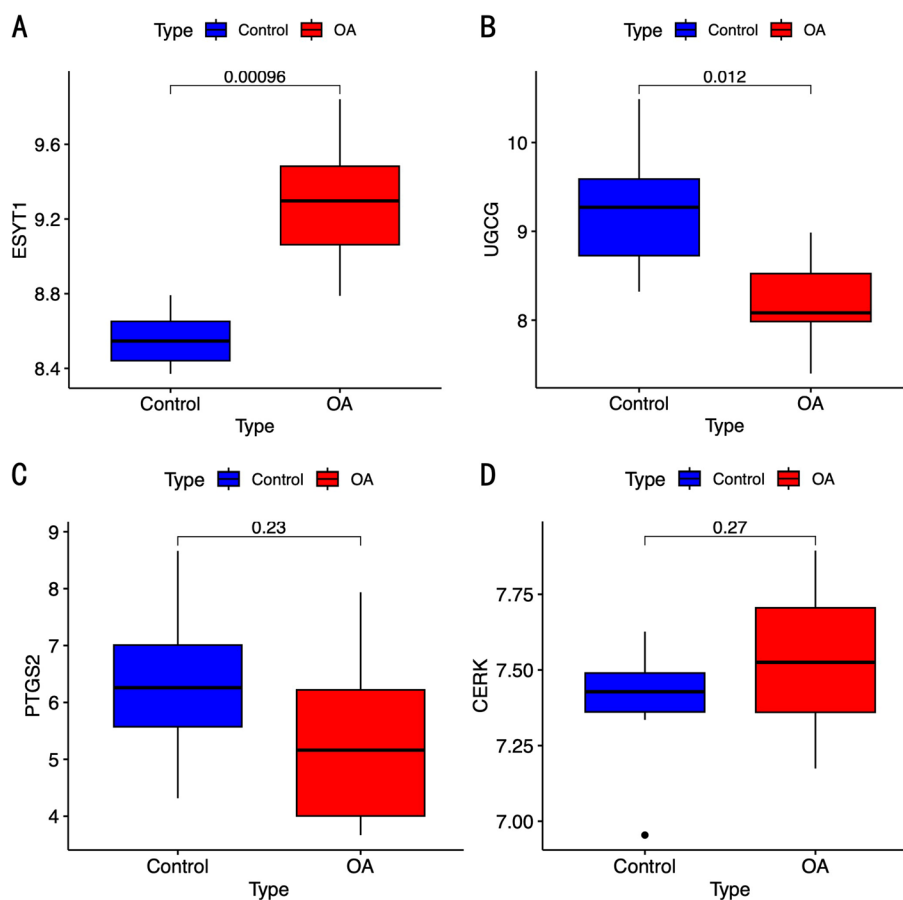 A
Type Control OA
0.00096
9.6
9.2
8.8
8.4
ESYT1
Control OA
Type
B
Type Control OA
0.012
10
9
8
UGCG
Control OA
Type
C
Type Control OA
0.23
9
8
7
6
5
4
PTGS2
Control OA
Type
D
Type Control OA
0.27
7.75
7.50
7.25
7.00
CERK
Control OA
Type